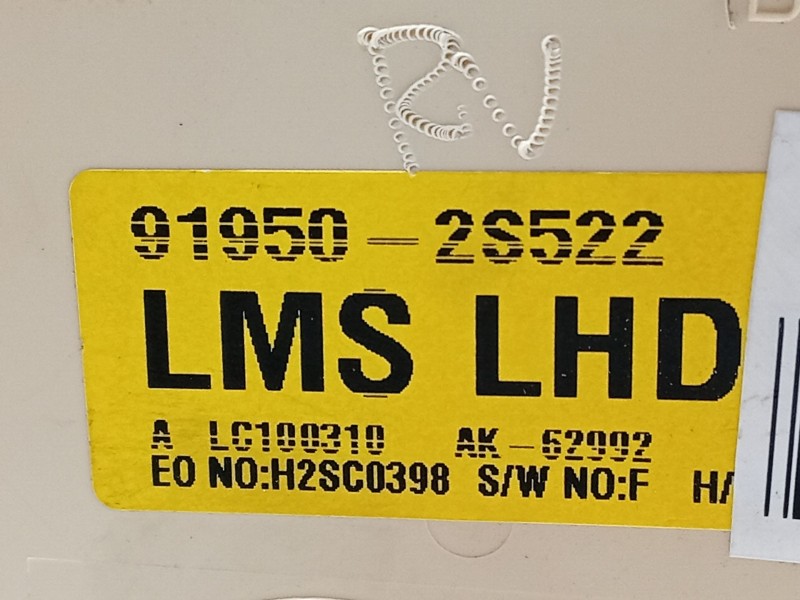 91950-2S522
LMS LHD
A LC100310 AK-62992
EO NO:H2SC0398 S/W NO:F H/